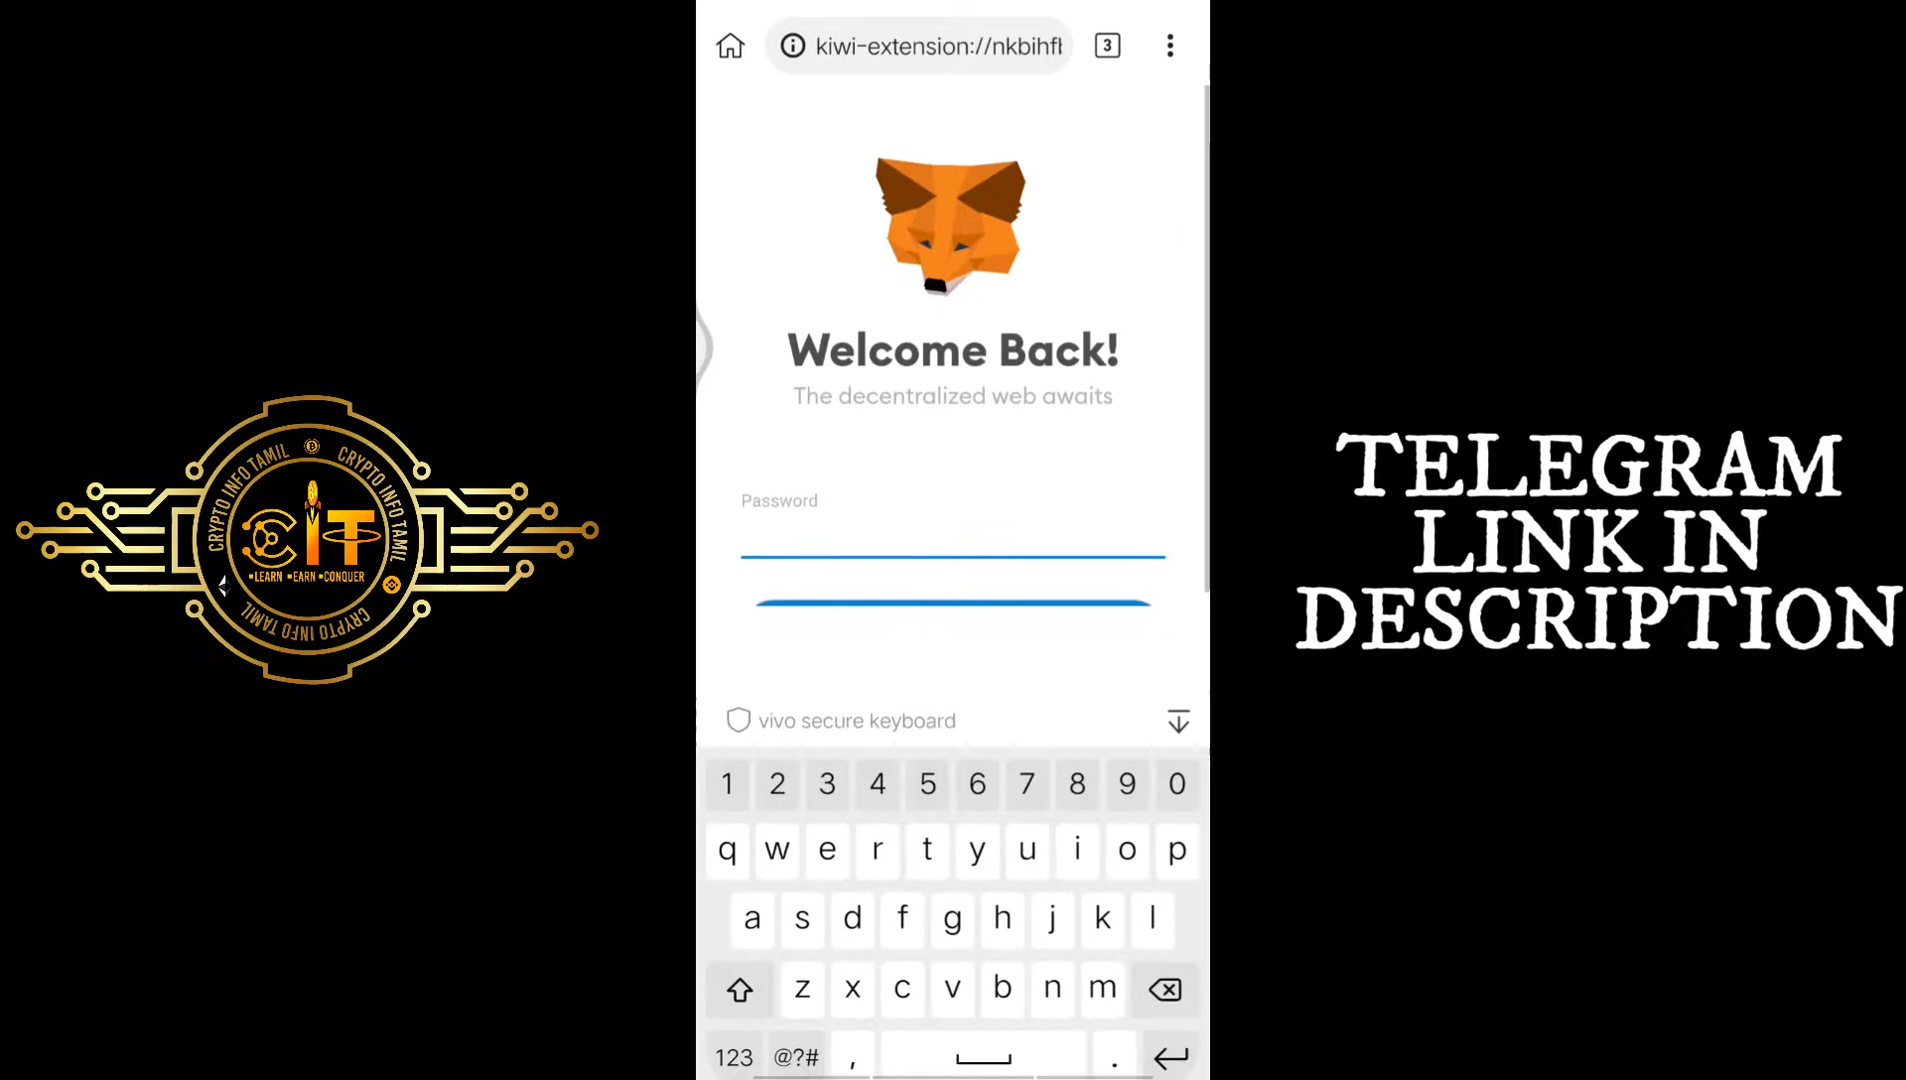 kiwi-extension://nkbihfl
3
Welcome Back!
The decentralized web awaits
Password
vivo secure keyboard
1 2 3 4 5 6 7 8 9 0
q w e r t y u i o p
a s d f g h j k l
z x c v b n m
123 @?# , .
CRYPTO INFO TAMIL
CRYPTO INFO TAMIL
CRYPTO INFO TAMIL
CIT
▪LEARN ▪EARN ▪CONQUER
TELEGRAM
LINK IN
DESCRIPTION